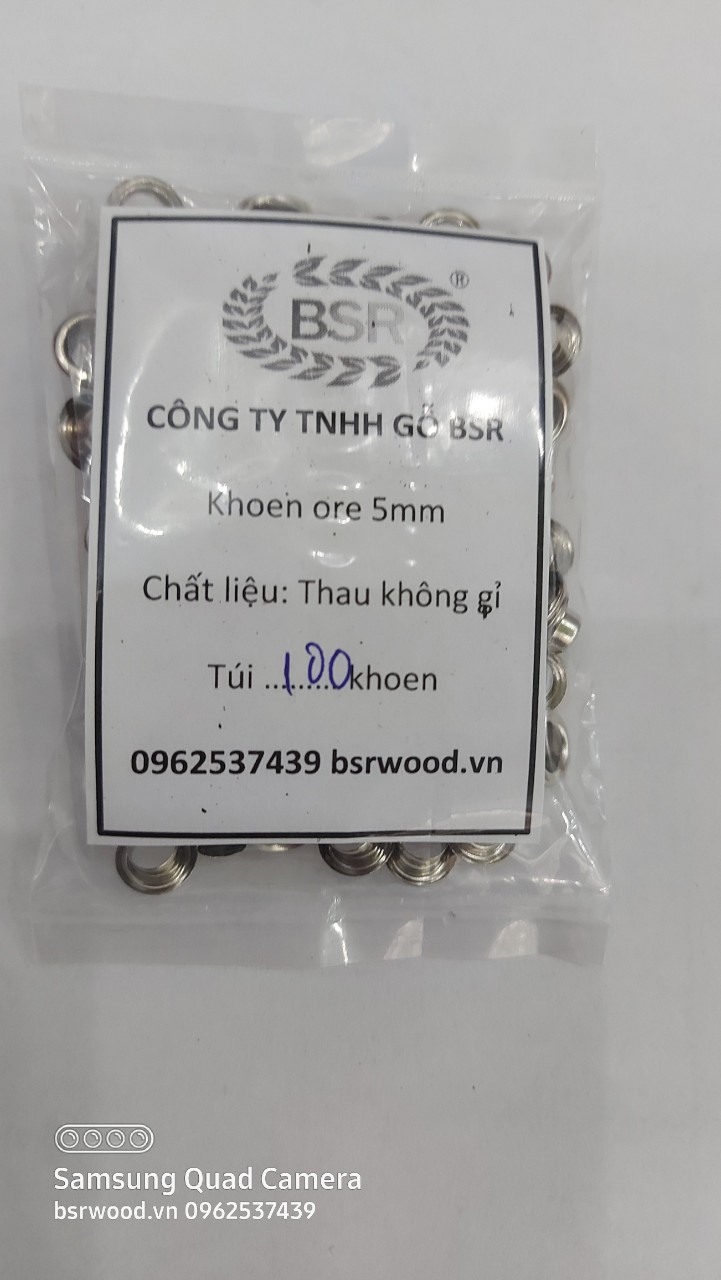 BSR ®
CÔNG TY TNHH GỖ BSR
Khoen ore 5mm
Chất liệu: Thau không gỉ
Túi ..100..khoen
0962537439 bsrwood.vn
Samsung Quad Camera
bsrwood.vn 0962537439